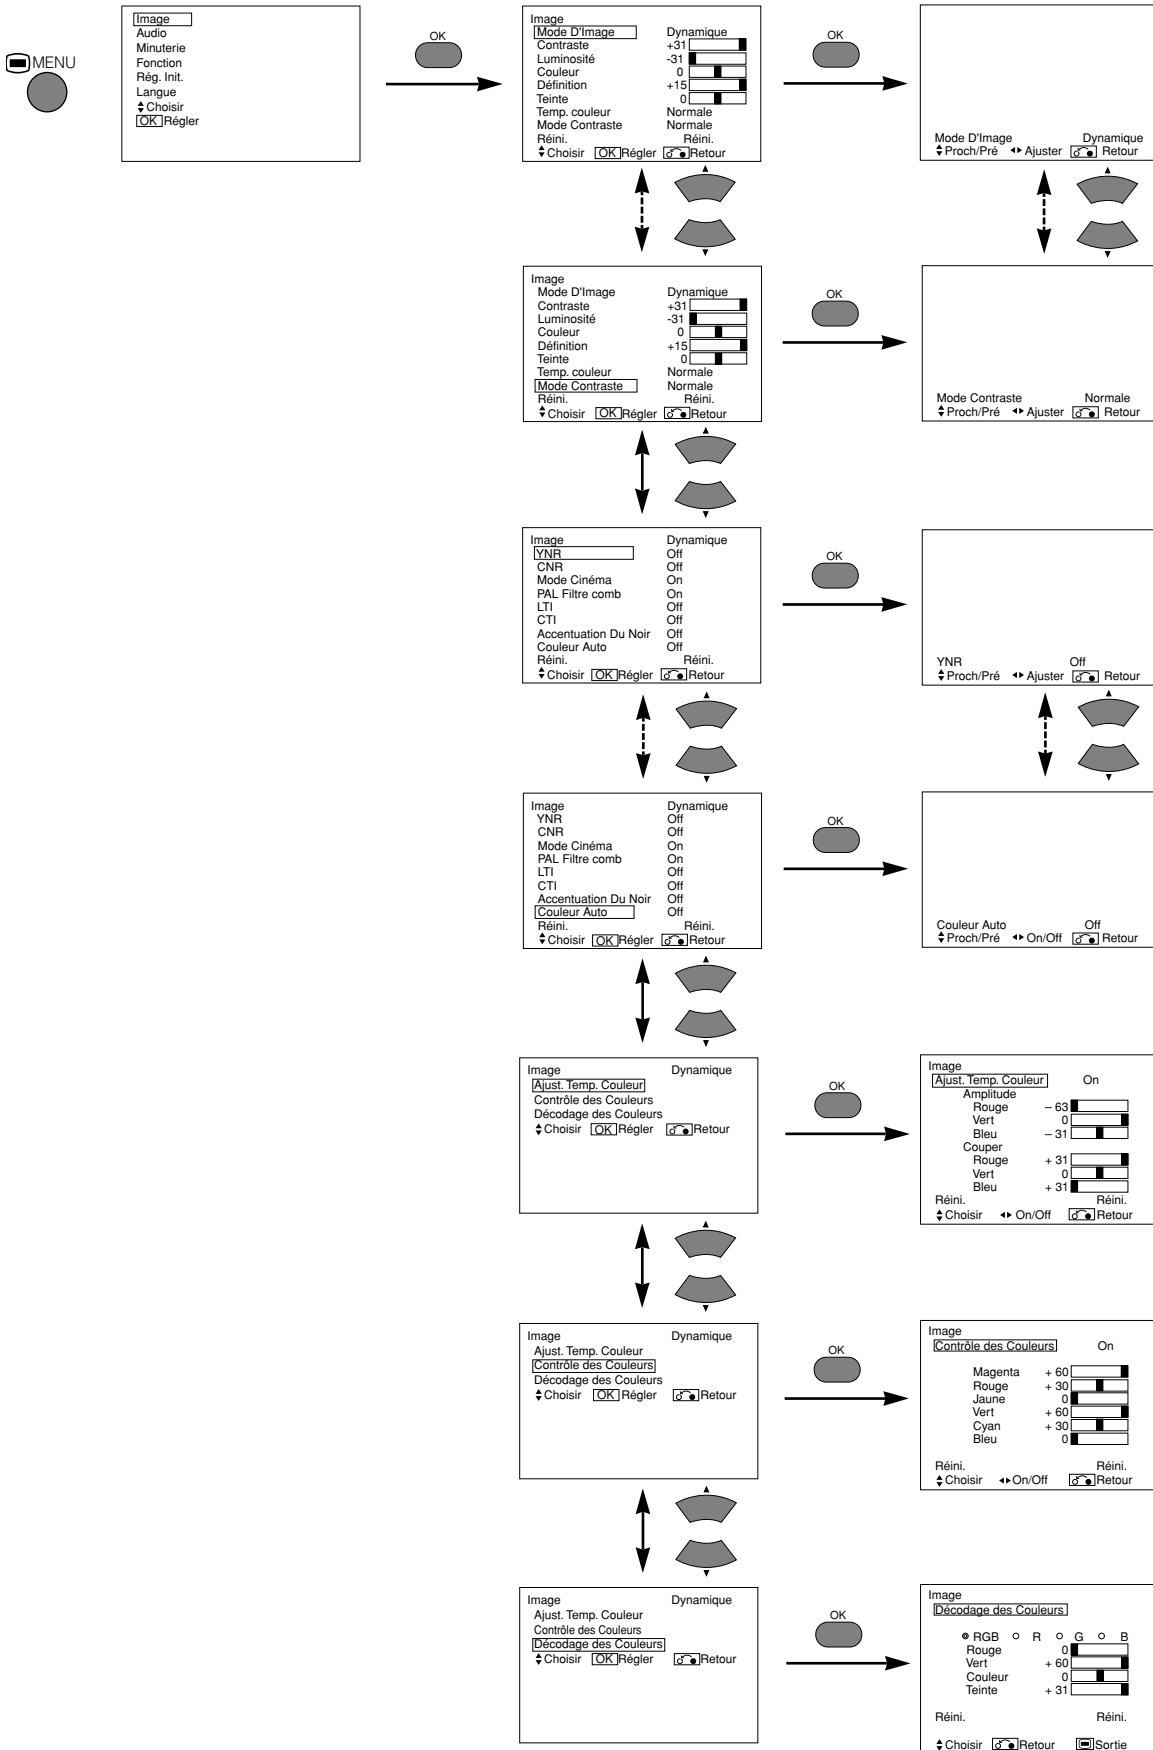 MENU
Image
Audio
Minuterie
Fonction
Rég. Init.
Langue
Choisir
OK Régler
OK
Image
Mode D'Image Dynamique
Contraste +31
Luminosité -31
Couleur 0
Définition +15
Teinte 0
Temp. couleur Normale
Mode Contraste Normale
Réini. Réini.
Choisir OK Régler Retour
OK
Mode D'Image Dynamique
Proch/Pré Ajuster Retour
Image
Mode D'Image Dynamique
Contraste +31
Luminosité -31
Couleur 0
Définition +15
Teinte 0
Temp. couleur Normale
Mode Contraste Normale
Réini. Réini.
Choisir OK Régler Retour
OK
Mode Contraste Normale
Proch/Pré Ajuster Retour
Image Dynamique
YNR Off
CNR Off
Mode Cinéma On
PAL Filtre comb On
LTI Off
CTI Off
Accentuation Du Noir Off
Couleur Auto Off
Réini. Réini.
Choisir OK Régler Retour
OK
YNR Off
Proch/Pré Ajuster Retour
Image Dynamique
YNR Off
CNR Off
Mode Cinéma On
PAL Filtre comb On
LTI Off
CTI Off
Accentuation Du Noir Off
Couleur Auto Off
Réini. Réini.
Choisir OK Régler Retour
OK
Couleur Auto Off
Proch/Pré On/Off Retour
Image Dynamique
Ajust. Temp. Couleur
Contrôle des Couleurs
Décodage des Couleurs
Choisir OK Régler Retour
OK
Image
Ajust. Temp. Couleur On
Amplitude
Rouge – 63
Vert 0
Bleu – 31
Couper
Rouge + 31
Vert 0
Bleu + 31
Réini. Réini.
Choisir On/Off Retour
Image Dynamique
Ajust. Temp. Couleur
Contrôle des Couleurs
Décodage des Couleurs
Choisir OK Régler Retour
OK
Image
Contrôle des Couleurs On
Magenta + 60
Rouge + 30
Jaune 0
Vert + 60
Cyan + 30
Bleu 0
Réini. Réini.
Choisir On/Off Retour
Image Dynamique
Ajust. Temp. Couleur
Contrôle des Couleurs
Décodage des Couleurs
Choisir OK Régler Retour
OK
Image
Décodage des Couleurs
RGB R G B
Rouge 0
Vert + 60
Couleur 0
Teinte + 31
Réini. Réini.
Choisir Retour Sortie